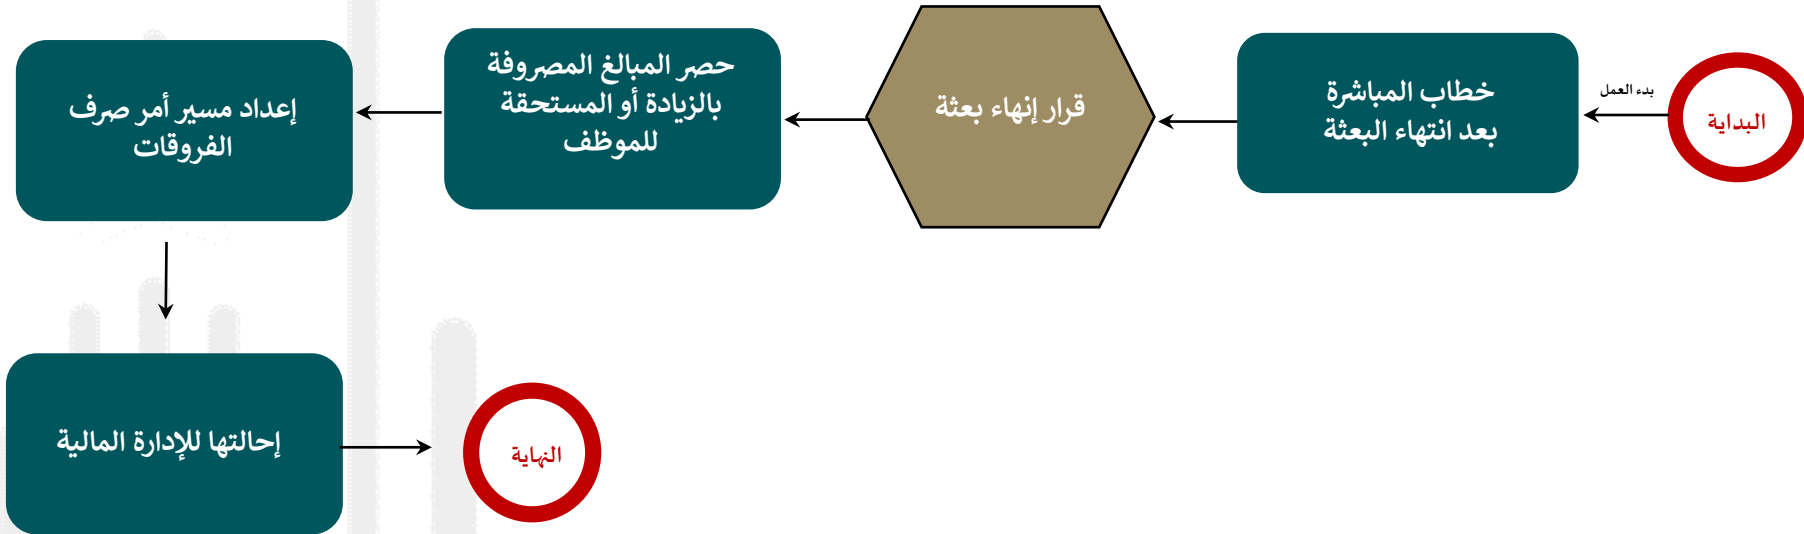 البداية
بدء العمل
خطاب المباشرة
بعد انتهاء البعثة
قرار إنهاء بعثة
حصر المبالغ المصروفة
بالزيادة أو المستحقة
للموظف
إعداد مسير أمر صرف
الفروقات
إحالتها للإدارة المالية
النهاية